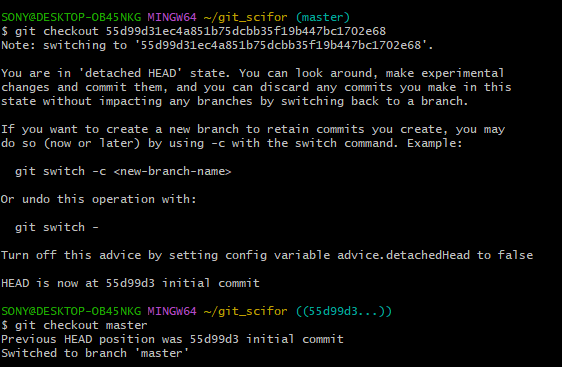 SONY@DESKTOP-OB45NKG MINGW64 ~/git_scifor (master)
$ git checkout 55d99d31ec4a851b75dcbb35f19b447bc1702e68
Note: switching to '55d99d31ec4a851b75dcbb35f19b447bc1702e68'.
You are in 'detached HEAD' state. You can look around, make experimental
changes and commit them, and you can discard any commits you make in this
state without impacting any branches by switching back to a branch.
If you want to create a new branch to retain commits you create, you may
do so (now or later) by using -c with the switch command. Example:
git switch -c <new-branch-name>
Or undo this operation with:
git switch -
Turn off this advice by setting config variable advice.detachedHead to false
HEAD is now at 55d99d3 initial commit
SONY@DESKTOP-OB45NKG MINGW64 ~/git_scifor ((55d99d3...))
$ git checkout master
Previous HEAD position was 55d99d3 initial commit
Switched to branch 'master'